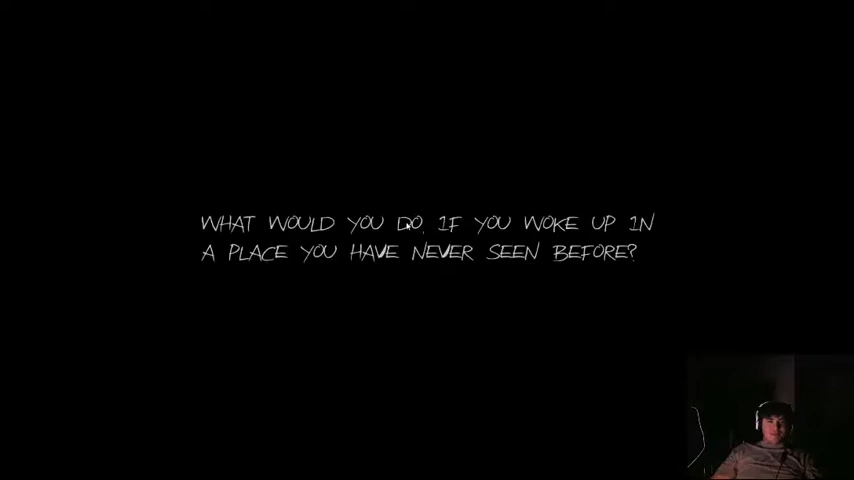 WHAT WOULD YOU DO, IF YOU WOKE UP IN
A PLACE YOU HAVE NEVER SEEN BEFORE?